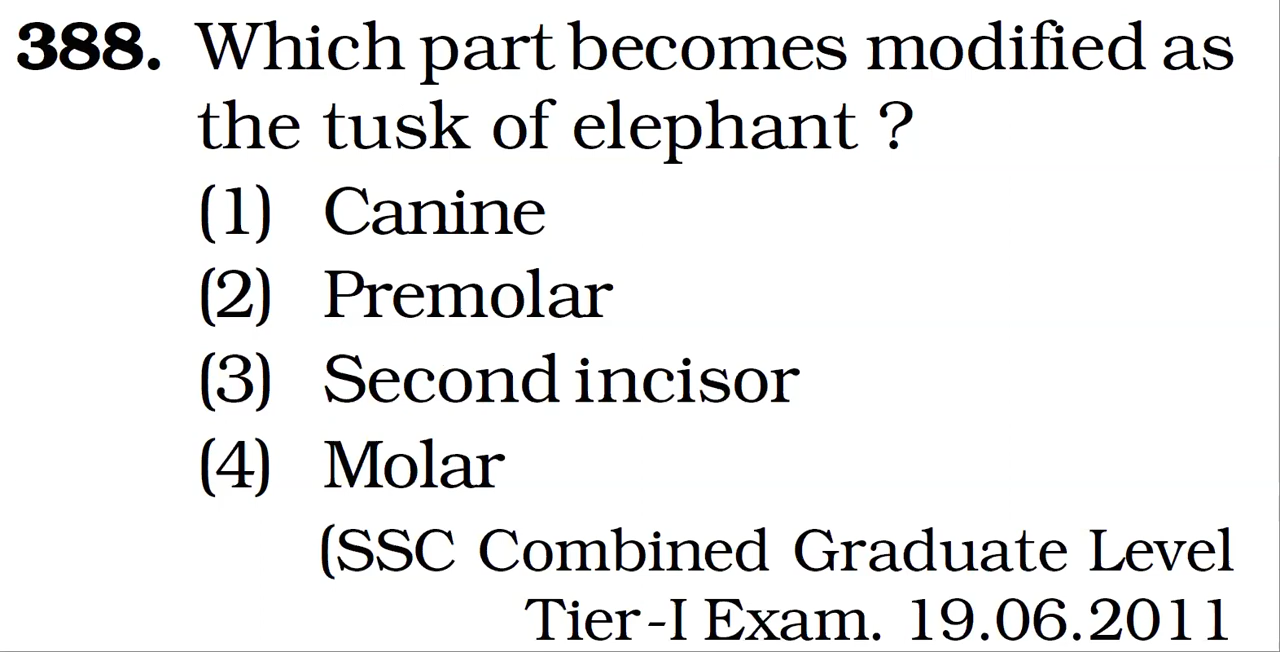 388. Which part becomes modified as
the tusk of elephant ?
(1) Canine
(2) Premolar
(3) Second incisor
(4) Molar
(SSC Combined Graduate Level
Tier-I Exam. 19.06.2011